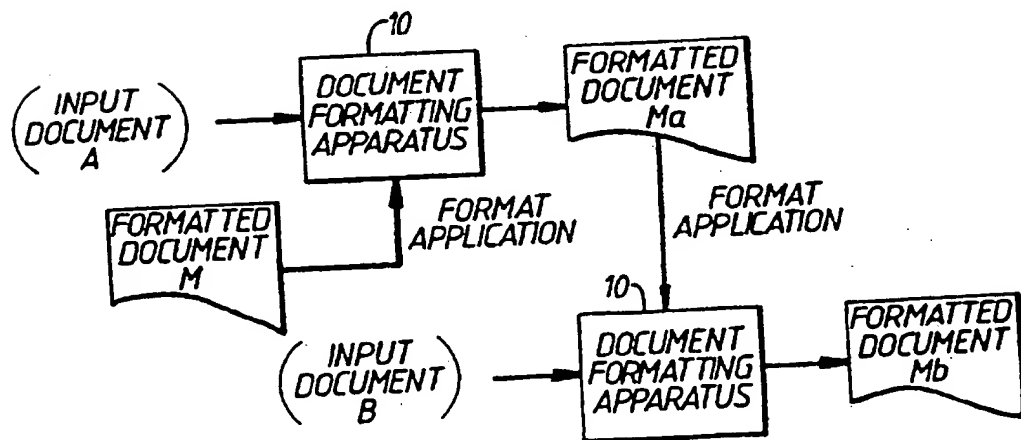 10
INPUT
DOCUMENT
A
DOCUMENT
FORMATTING
APPARATUS
FORMATTED
DOCUMENT
Ma
FORMATTED
DOCUMENT
M
FORMAT
APPLICATION
FORMAT
APPLICATION
10
INPUT
DOCUMENT
B
DOCUMENT
FORMATTING
APPARATUS
FORMATTED
DOCUMENT
Mb